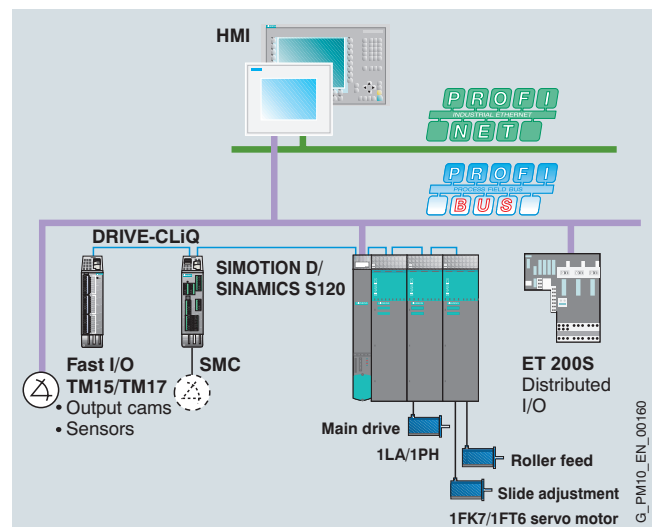 HMI
PROFI
INDUSTRIAL ETHERNET
NET
PROFI
PROCESS FIELD BUS
BUS
DRIVE-CLiQ
SIMOTION D/
SINAMICS S120
Fast I/O
TM15/TM17
• Output cams
• Sensors
SMC
ET 200S
Distributed
I/O
Main drive
1LA/1PH
Roller feed
Slide adjustment
1FK7/1FT6 servo motor
G_PM10_EN_00160